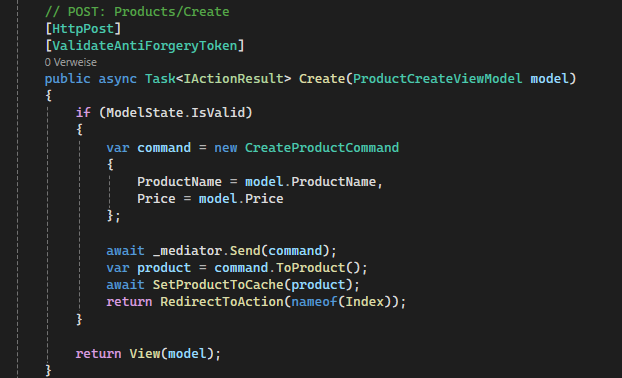 // POST: Products/Create
[HttpPost]
[ValidateAntiForgeryToken]
0 Verweise
public async Task<IActionResult> Create(ProductCreateViewModel model)
{
if (ModelState.IsValid)
{
var command = new CreateProductCommand
{
ProductName = model.ProductName,
Price = model.Price
};
await _mediator.Send(command);
var product = command.ToProduct();
await SetProductToCache(product);
return RedirectToAction(nameof(Index));
}
return View(model);
}